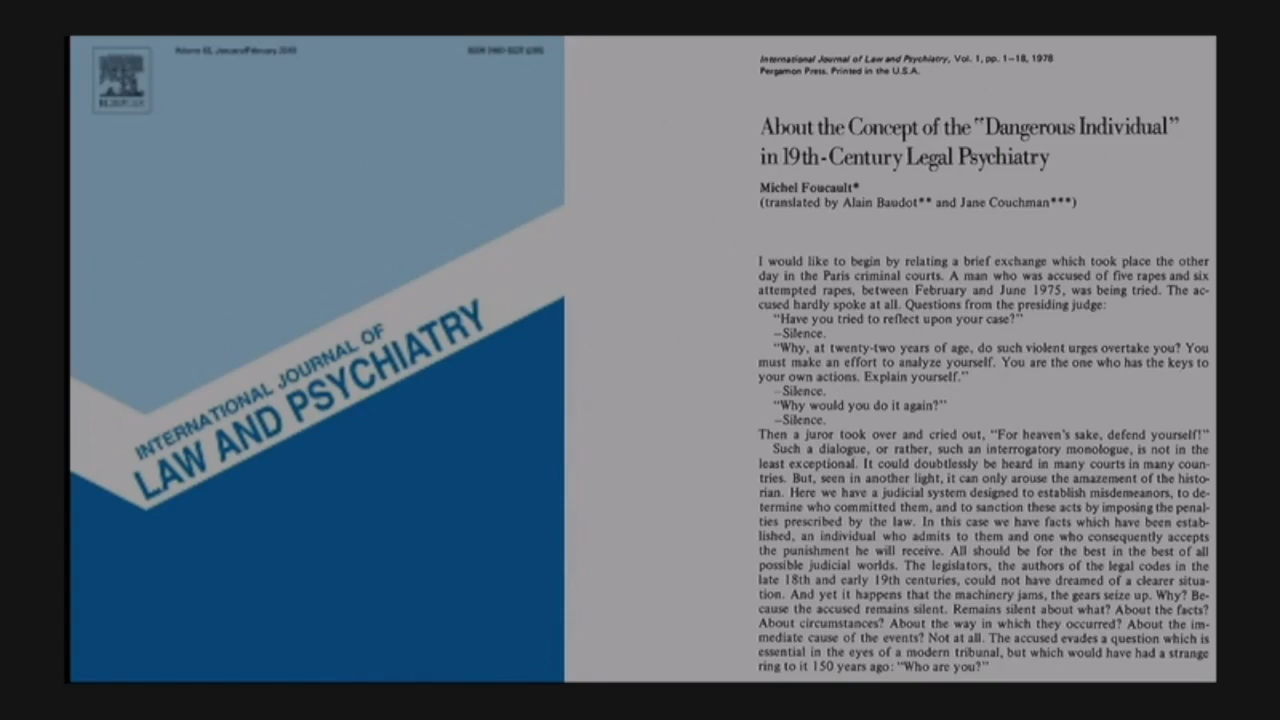 INTERNATIONAL JOURNAL OF
LAW AND PSYCHIATRY
International Journal of Law and Psychiatry, Vol. 1, pp. 1–18, 1978
Pergamon Press. Printed in the U.S.A.
About the Concept of the "Dangerous Individual"
in 19th-Century Legal Psychiatry
Michel Foucault*
(translated by Alain Baudot** and Jane Couchman***)
I would like to begin by relating a brief exchange which took place the other
day in the Paris criminal courts. A man who was accused of five rapes and six
attempted rapes, between February and June 1975, was being tried. The ac-
cused hardly spoke at all. Questions from the presiding judge:
"Have you tried to reflect upon your case?"
–Silence.
"Why, at twenty-two years of age, do such violent urges overtake you? You
must make an effort to analyze yourself. You are the one who has the keys to
your own actions. Explain yourself."
–Silence.
"Why would you do it again?"
–Silence.
Then a juror took over and cried out, "For heaven's sake, defend yourself!"
Such a dialogue, or rather, such an interrogatory monologue, is not in the
least exceptional. It could doubtlessly be heard in many courts in many coun-
tries. But, seen in another light, it can only arouse the amazement of the histo-
rian. Here we have a judicial system designed to establish misdemeanors, to de-
termine who committed them, and to sanction these acts by imposing the penal-
ties prescribed by the law. In this case we have facts which have been estab-
lished, an individual who admits to them and one who consequently accepts
the punishment he will receive. All should be for the best in the best of all
possible judicial worlds. The legislators, the authors of the legal codes in the
late 18th and early 19th centuries, could not have dreamed of a clearer situa-
tion. And yet it happens that the machinery jams, the gears seize up. Why? Be-
cause the accused remains silent. Remains silent about what? About the facts?
About circumstances? About the way in which they occurred? About the im-
mediate cause of the events? Not at all. The accused evades a question which is
essential in the eyes of a modern tribunal, but which would have had a strange
ring to it 150 years ago: "Who are you?"